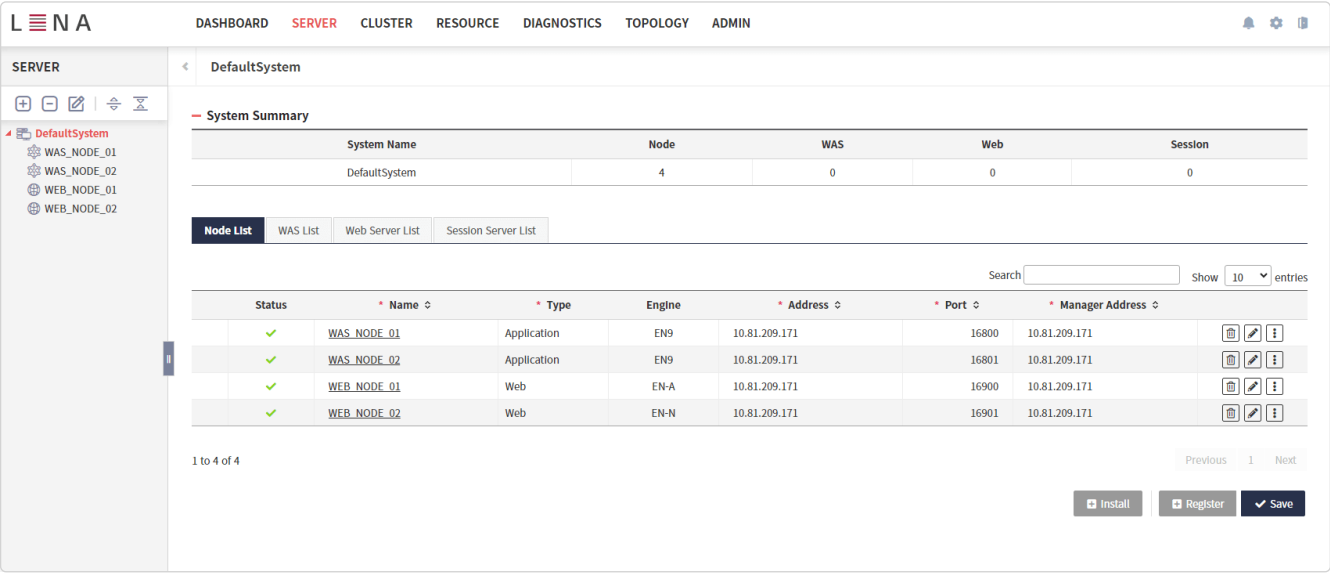 LENA DASHBOARD SERVER CLUSTER RESOURCE DIAGNOSTICS TOPOLOGY ADMIN
SERVER
DefaultSystem
DefaultSystem
WAS_NODE_01
WAS_NODE_02
WEB_NODE_01
WEB_NODE_02
System Summary
System Name Node WAS Web Session
DefaultSystem 4 0 0 0
Node List WAS List Web Server List Session Server List
Search Show 10 entries
Status * Name * Type Engine * Address * Port * Manager Address
WAS_NODE_01 Application EN9 10.81.209.171 16800 10.81.209.171
WAS_NODE_02 Application EN9 10.81.209.171 16801 10.81.209.171
WEB_NODE_01 Web EN-A 10.81.209.171 16900 10.81.209.171
WEB_NODE_02 Web EN-N 10.81.209.171 16901 10.81.209.171
1 to 4 of 4
Previous 1 Next
Install Register Save